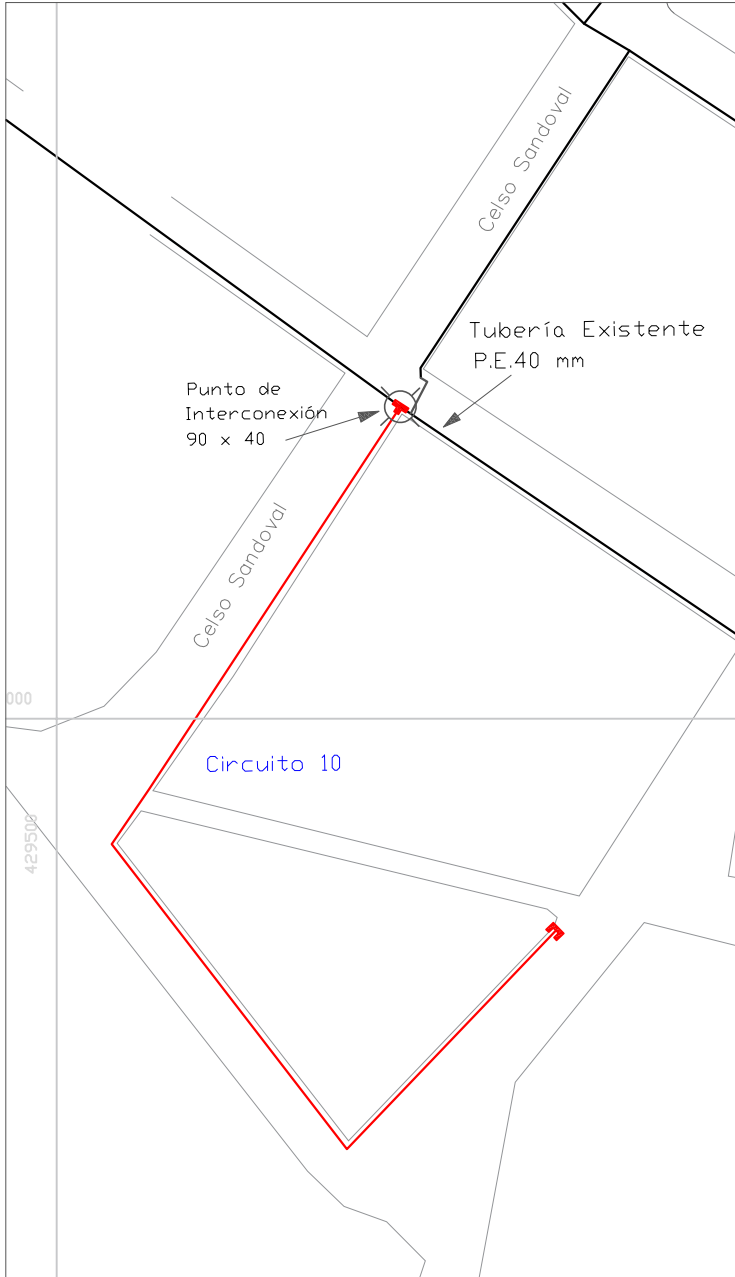 Celso Sandoval
Tubería Existente
P.E.40 mm
Punto de
Interconexión
90 x 40
Celso Sandoval
000
Circuito 10
429500